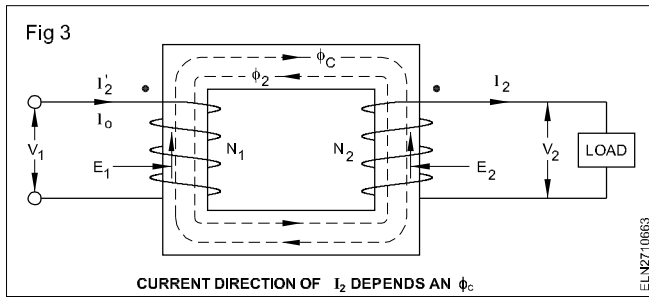 Fig 3
ϕC
ϕ2
I'2
I2
Io
V1
N1
N2
V2
LOAD
E1
E2
CURRENT DIRECTION OF I2 DEPENDS AN ϕc
ELN2710663